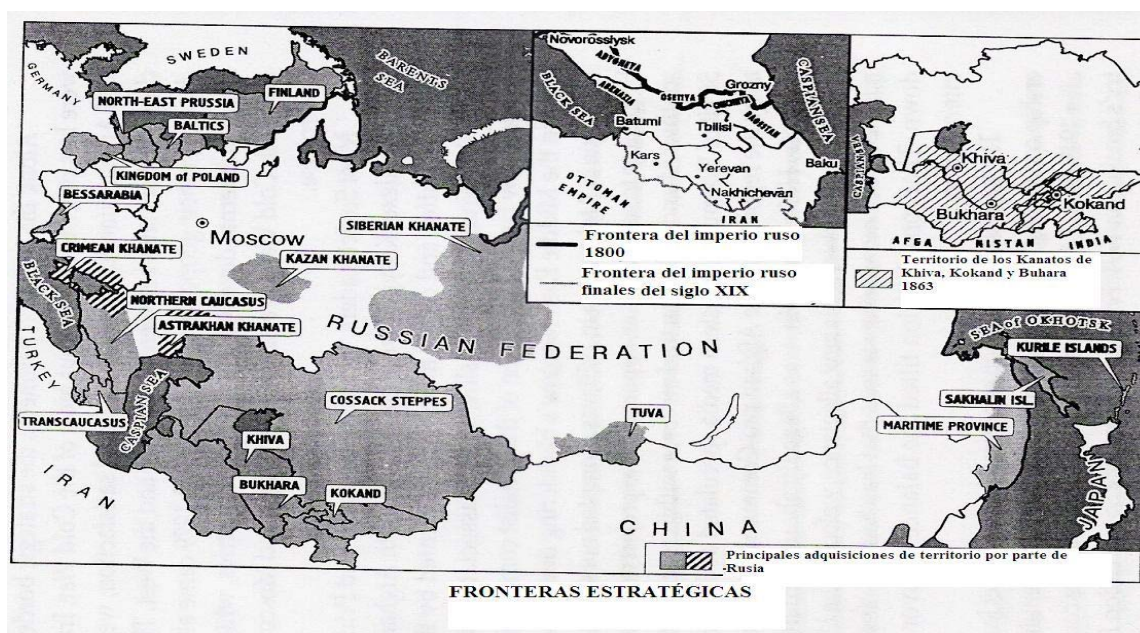 SWEDEN
GERMANY
BARENTS
SEA
NORTH-EAST PRUSSIA
FINLAND
BALTICS
KINGDOM of POLAND
BESSARABIA
Moscow
SIBERIAN KHANATE
CRIMEAN KHANATE
KAZAN KHANATE
BLACK SEA
NORTHERN CAUCASUS
ASTRAKHAN KHANATE
RUSSIAN FEDERATION
TURKEY
CASPIAN SEA
TRANSCAUCASUS
COSSACK STEPPES
KHIVA
TUVA
BUKHARA
KOKAND
IRAN
CHINA
SEA of OKHOTSK
KURILE ISLANDS
SAKHALIN ISL.
MARITIME PROVINCE
JAPAN
Novorossiysk
ADYGHEYA
BLACK SEA
ABKHAZIA
OSETIYA
Grozny
CHECHNYA
DAGESTAN
CASPIAN SEA
Batumi
Tbilisi
Kars
Yerevan
Baku
Nakhichevan
OTTOMAN
EMPIRE
IRAN
Frontera del imperio ruso
1800
Frontera del imperio ruso
finales del siglo XIX
CASPIAN SEA
Khiva
Bukhara
Kokand
AFGANISTAN INDIA
Territorio de los Kanatos de
Khiva, Kokand y Buhara
1863
Principales adquisiciones de territorio por parte de
-Rusia
FRONTERAS ESTRATÉGICAS